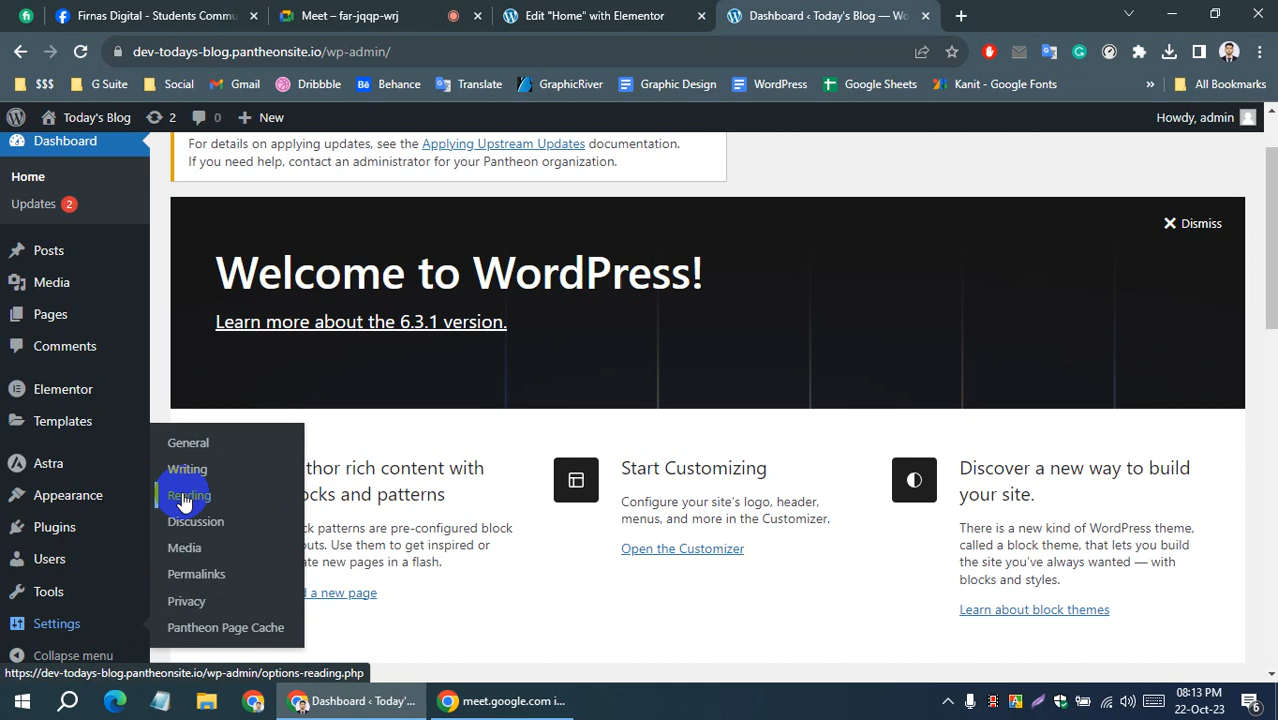 Firnas Digital - Students Commu
Meet – far-jqqp-wrj
Edit "Home" with Elementor
Dashboard ‹ Today's Blog — Wo
dev-todays-blog.pantheonsite.io/wp-admin/
$$$
G Suite
Social
Gmail
Dribbble
Behance
Translate
GraphicRiver
Graphic Design
WordPress
Google Sheets
Kanit - Google Fonts
»
All Bookmarks
Today's Blog
2
0
New
Howdy, admin
Dashboard
Home
Updates 2
Posts
Media
Pages
Comments
Elementor
Templates
Astra
Appearance
Plugins
Users
Tools
Settings
Collapse menu
For details on applying updates, see the Applying Upstream Updates documentation.
If you need help, contact an administrator for your Pantheon organization.
Dismiss
Welcome to WordPress!
Learn more about the 6.3.1 version.
General
Writing
Reading
Discussion
Media
Permalinks
Privacy
Pantheon Page Cache
thor rich content with
ocks and patterns
ck patterns are pre-configured block
outs. Use them to get inspired or
ate new pages in a flash.
d a new page
Start Customizing
Configure your site's logo, header,
menus, and more in the Customizer.
Open the Customizer
Discover a new way to build
your site.
There is a new kind of WordPress theme,
called a block theme, that lets you build
the site you've always wanted — with
blocks and styles.
Learn about block themes
https://dev-todays-blog.pantheonsite.io/wp-admin/options-reading.php
Dashboard ‹ Today'...
meet.google.com i...
08:13 PM
22-Oct-23
6